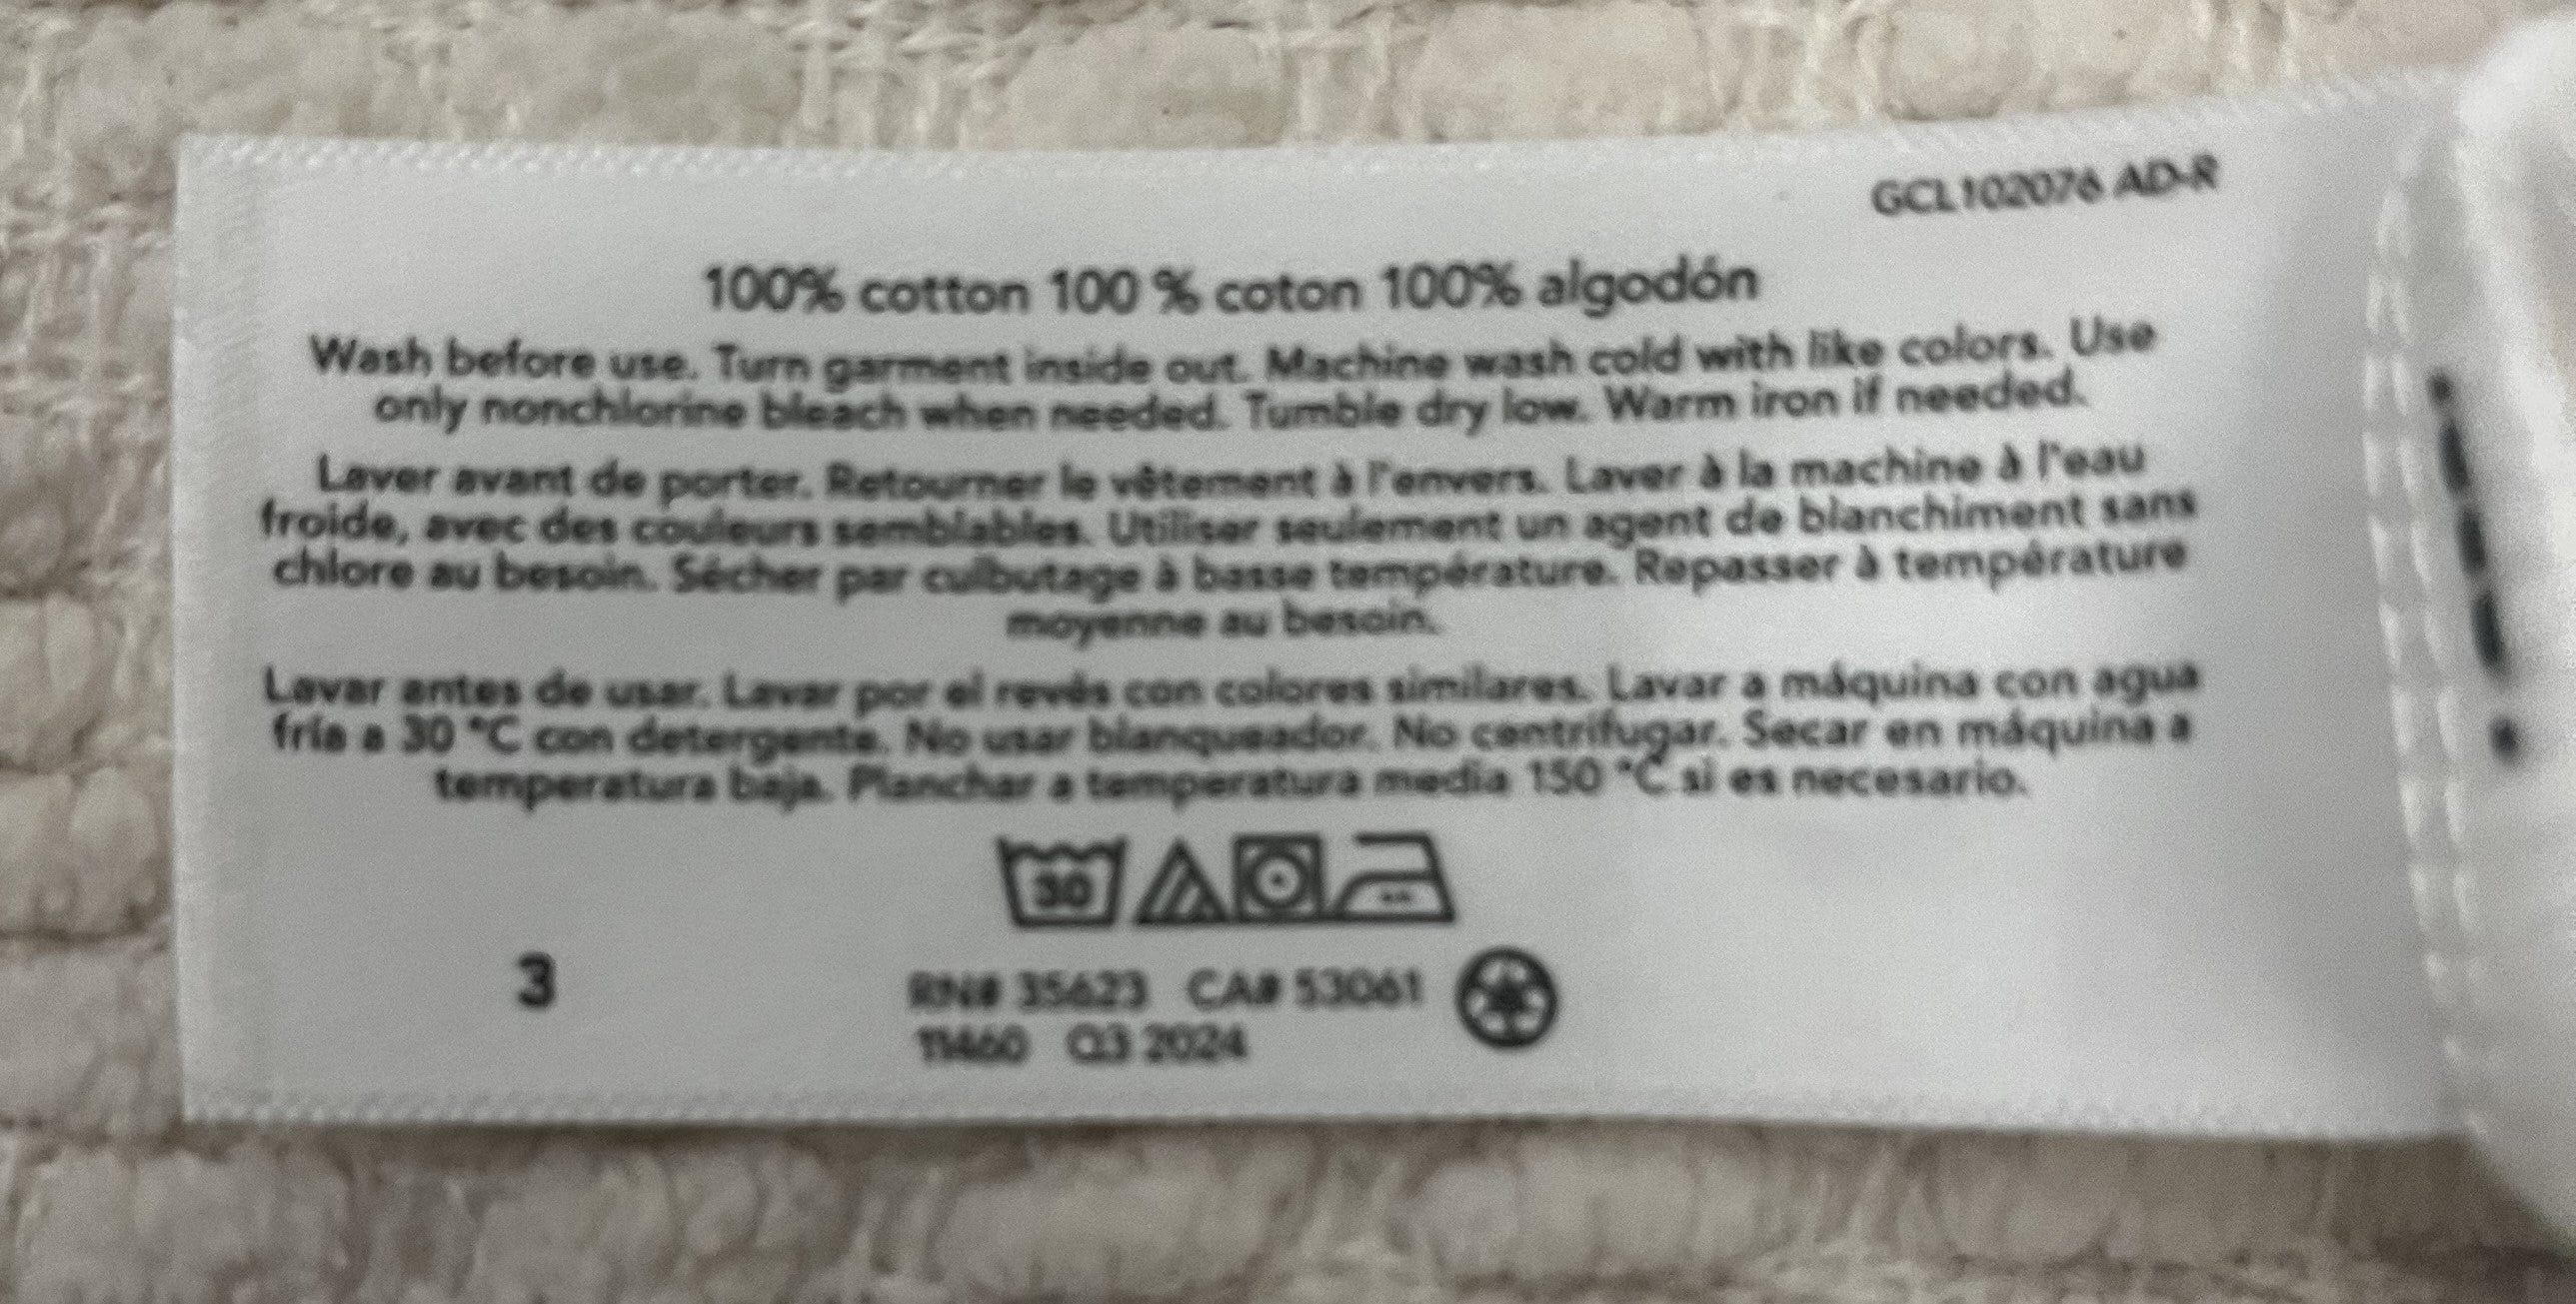 GCL102076 AD-R
100% cotton 100 % coton 100% algodón
Wash before use. Turn garment inside out. Machine wash cold with like colors. Use
only nonchlorine bleach when needed. Tumble dry low. Warm iron if needed.
Laver avant de porter. Retourner le vêtement à l'envers. Laver à la machine à l'eau
froide, avec des couleurs semblables. Utiliser seulement un agent de blanchiment sans
chlore au besoin. Sécher par culbutage à basse température. Repasser à température
moyenne au besoin.
Lavar antes de usar. Lavar por el revés con colores similares. Lavar a máquina con agua
fría a 30 °C con detergente. No usar blanqueador. No centrifugar. Secar en máquina a
temperatura baja. Planchar a temperatura media 150 °C si es necesario.
30
3
RN# 35623 CA# 53061
11460 Q3 2024